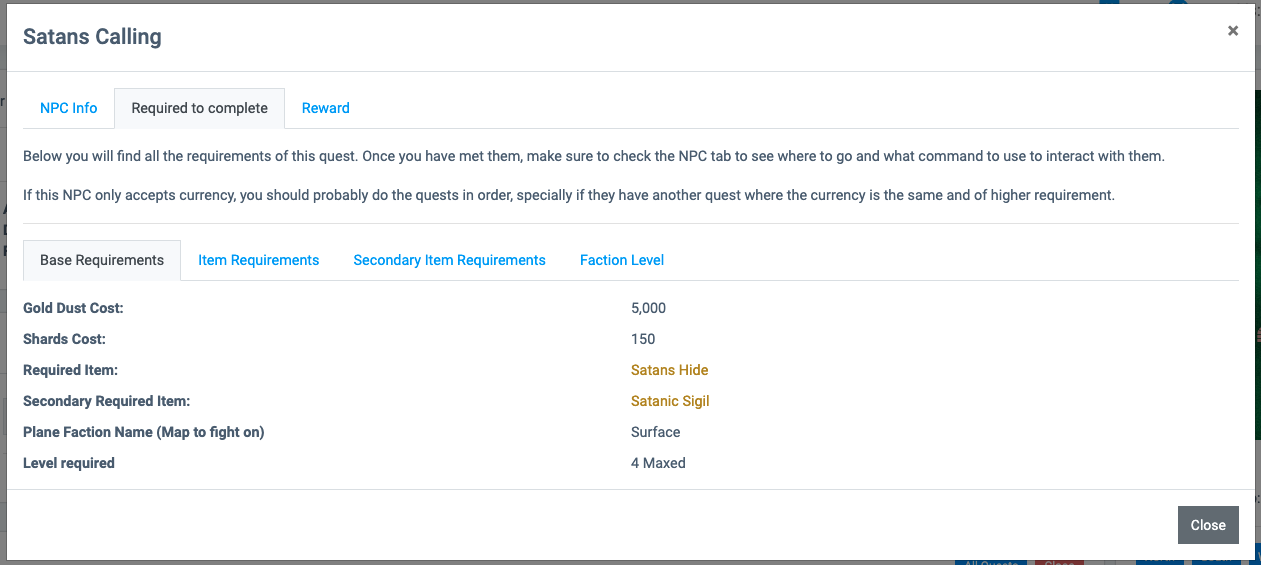 Satans Calling
×
NPC Info Required to complete Reward
Below you will find all the requirements of this quest. Once you have met them, make sure to check the NPC tab to see where to go and what command to use to interact with them.
If this NPC only accepts currency, you should probably do the quests in order, specially if they have another quest where the currency is the same and of higher requirement.
Base Requirements Item Requirements Secondary Item Requirements Faction Level
Gold Dust Cost: 5,000
Shards Cost: 150
Required Item: Satans Hide
Secondary Required Item: Satanic Sigil
Plane Faction Name (Map to fight on) Surface
Level required 4 Maxed
Close